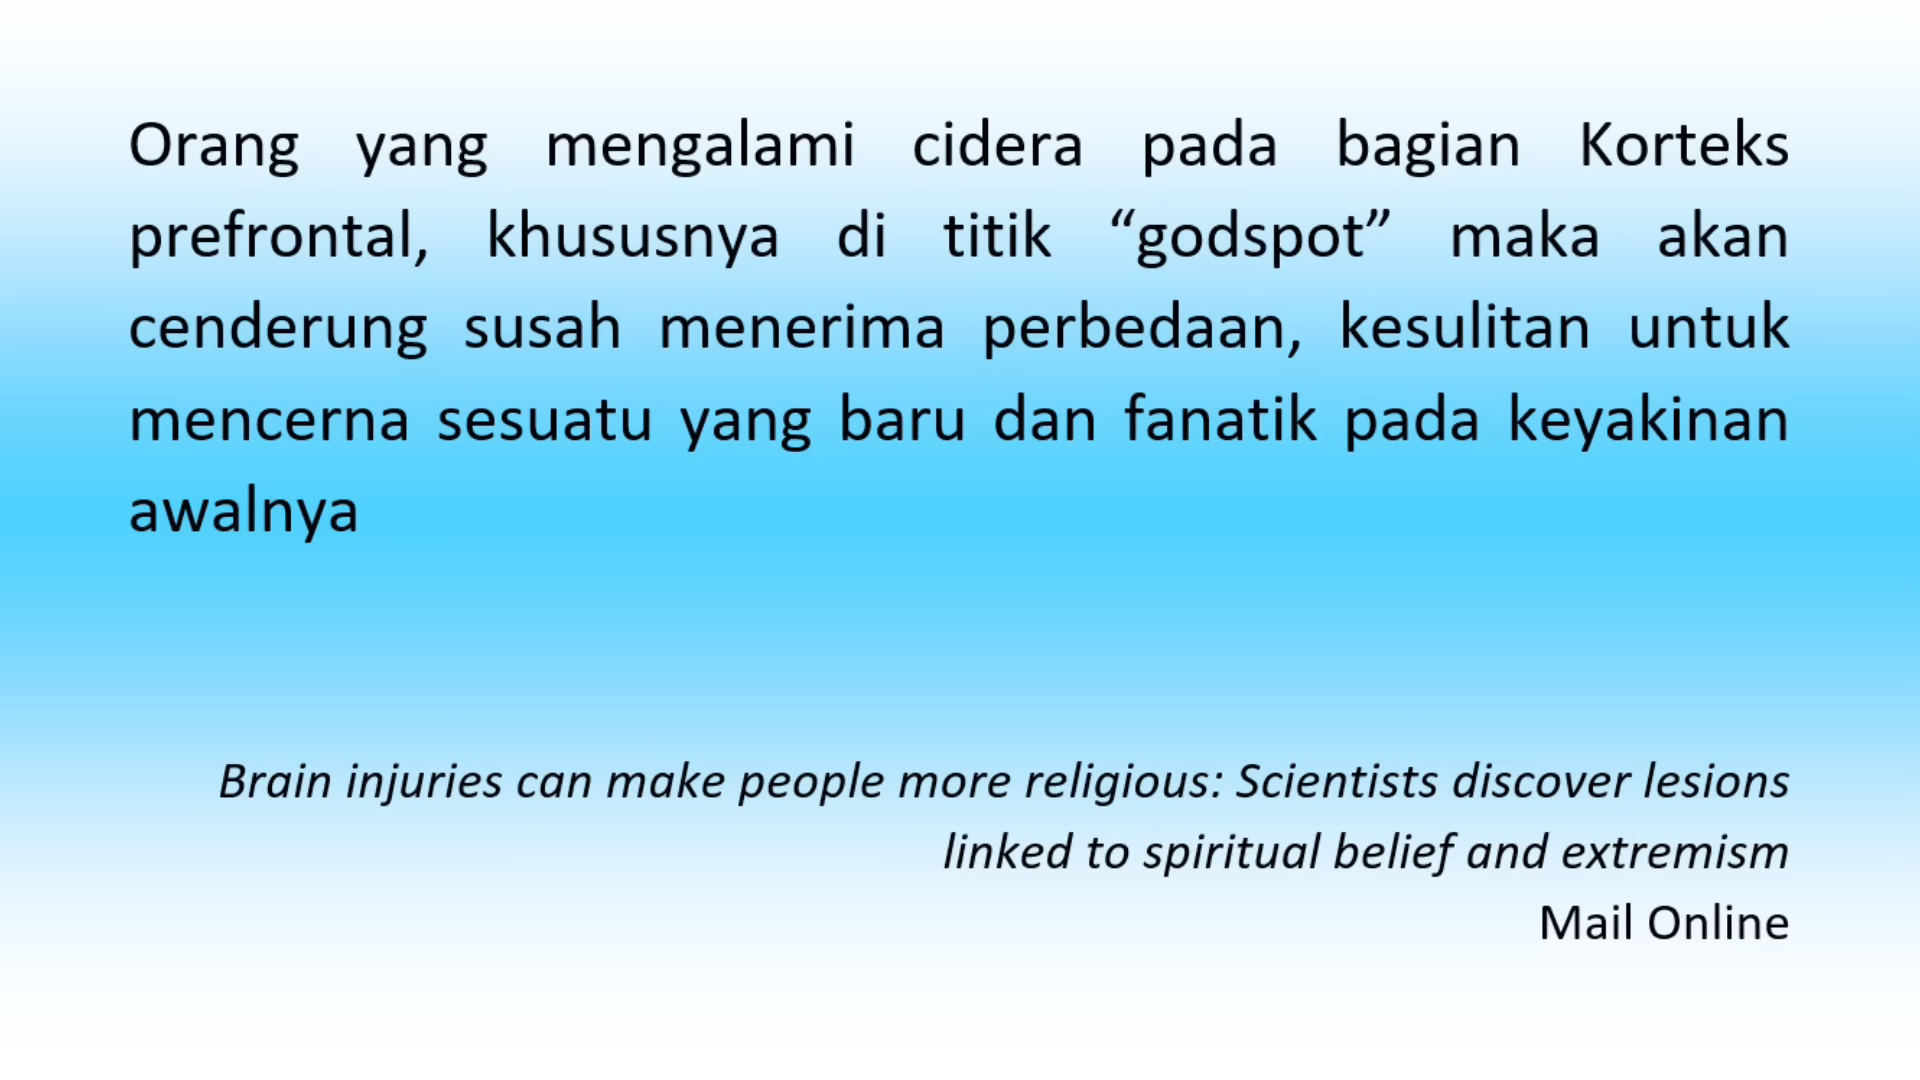 Orang yang mengalami cidera pada bagian Korteks
prefrontal, khususnya di titik “godspot” maka akan
cenderung susah menerima perbedaan, kesulitan untuk
mencerna sesuatu yang baru dan fanatik pada keyakinan
awalnya
Brain injuries can make people more religious: Scientists discover lesions
linked to spiritual belief and extremism
Mail Online